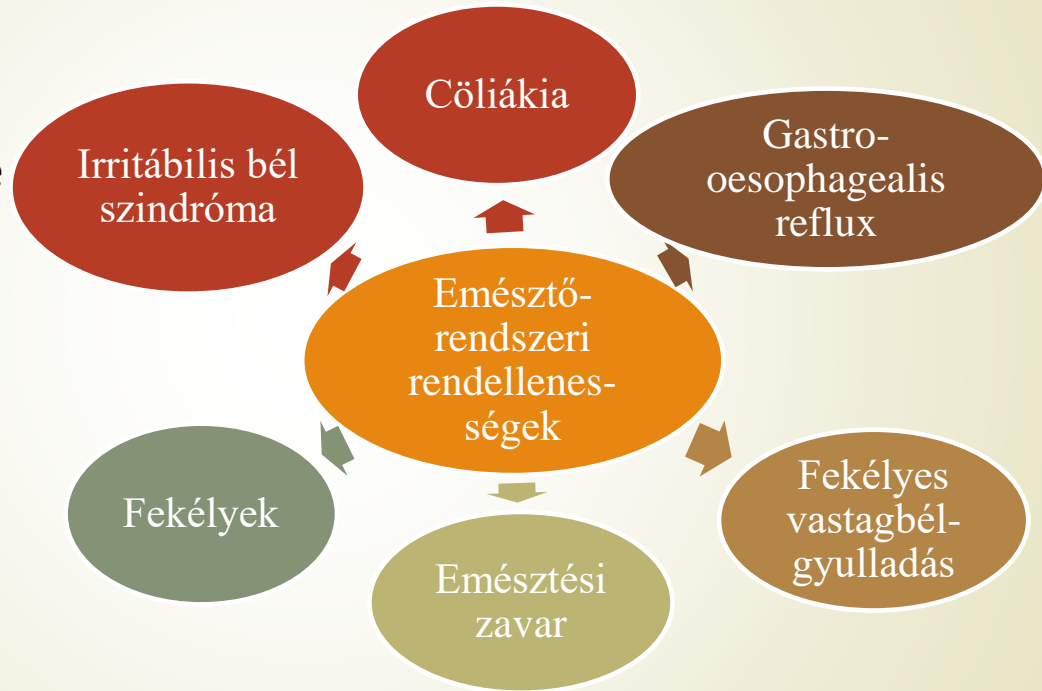 Cöliákia
Gastro-
oesophagealis
reflux
Irritábilis bél
szindróma
Emésztő-
rendszeri
rendellenes-
ségek
Fekélyek
Fekélyes
vastagbél-
gyulladás
Emésztési
zavar